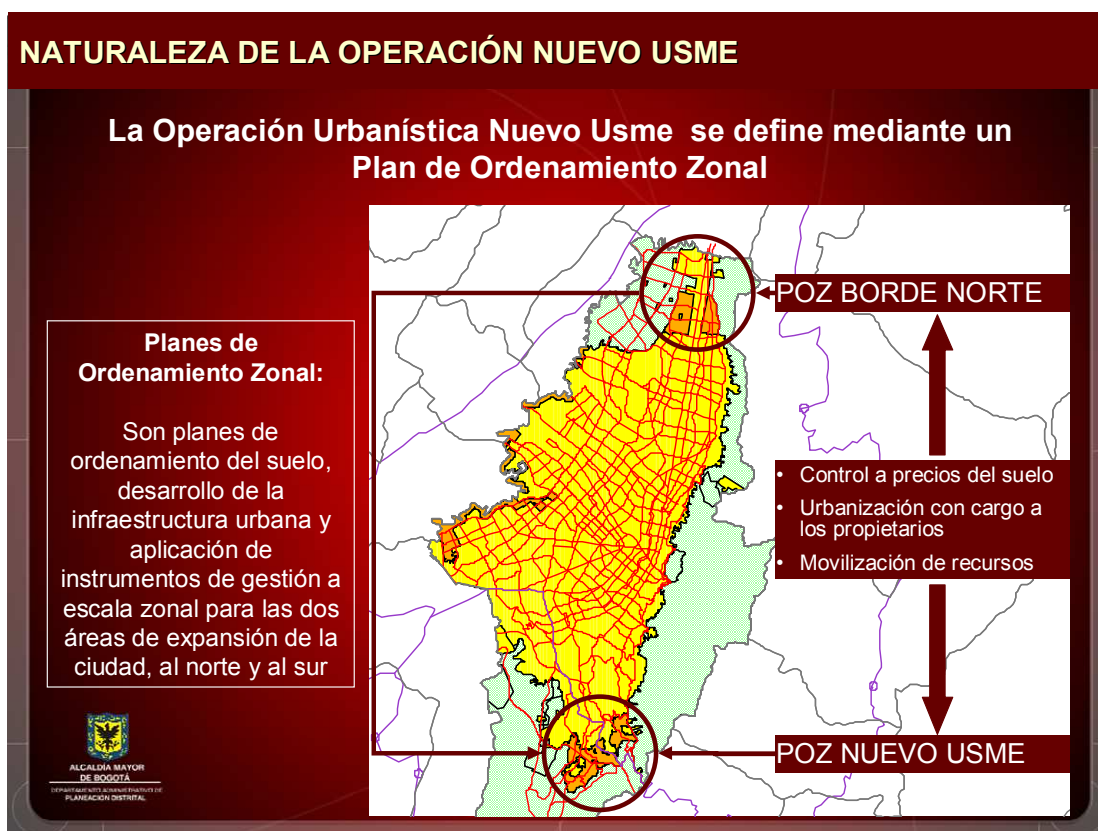 NATURALEZA DE LA OPERACIÓN NUEVO USME
La Operación Urbanística Nuevo Usme se define mediante un
Plan de Ordenamiento Zonal
Planes de
Ordenamiento Zonal:
Son planes de
ordenamiento del suelo,
desarrollo de la
infraestructura urbana y
aplicación de
instrumentos de gestión a
escala zonal para las dos
áreas de expansión de la
ciudad, al norte y al sur
POZ BORDE NORTE
• Control a precios del suelo
• Urbanización con cargo a
los propietarios
• Movilización de recursos
POZ NUEVO USME
ALCALDÍA MAYOR
DE BOGOTÁ
DEPARTAMENTO ADMINISTRATIVO DE
PLANEACIÓN DISTRITAL